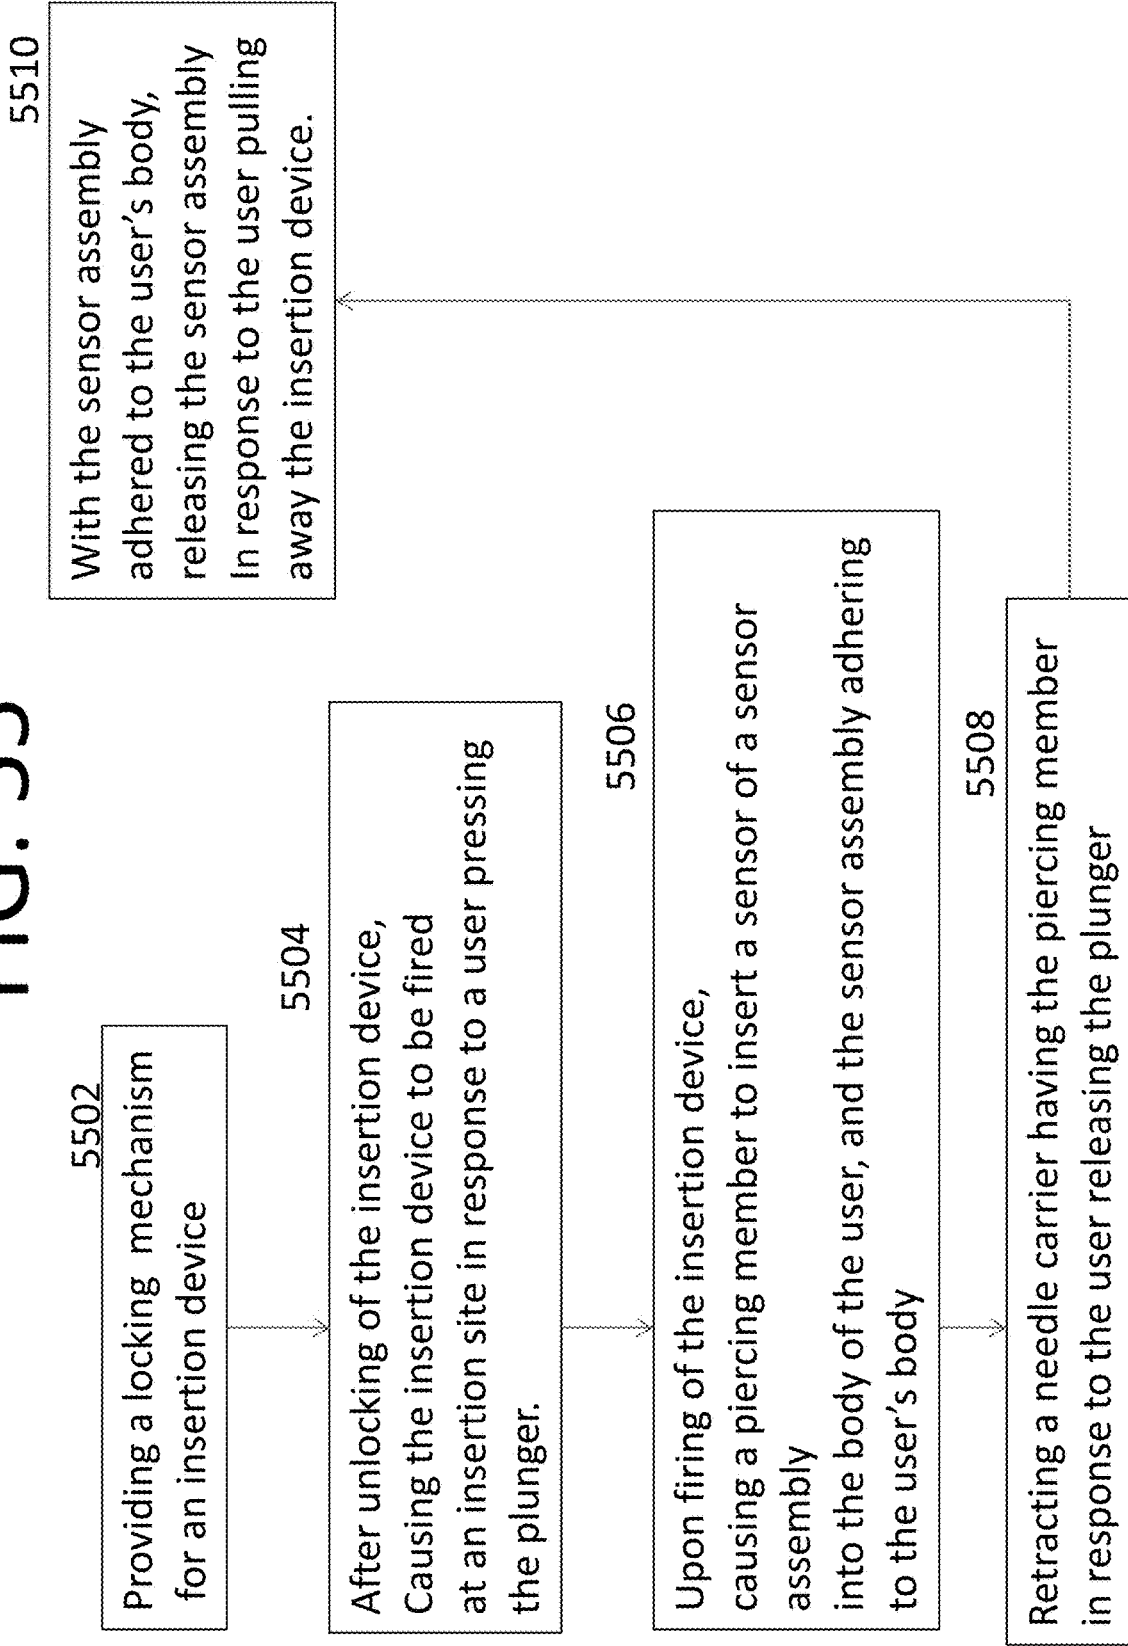 FIG. 55
5502
Providing a locking mechanism
for an insertion device
5504
After unlocking of the insertion device,
Causing the insertion device to be fired
at an insertion site in response to a user pressing
the plunger.
5506
Upon firing of the insertion device,
causing a piercing member to insert a sensor of a sensor
assembly
into the body of the user, and the sensor assembly adhering
to the user's body
5508
Retracting a needle carrier having the piercing member
in response to the user releasing the plunger
5510
With the sensor assembly
adhered to the user's body,
releasing the sensor assembly
In response to the user pulling
away the insertion device.